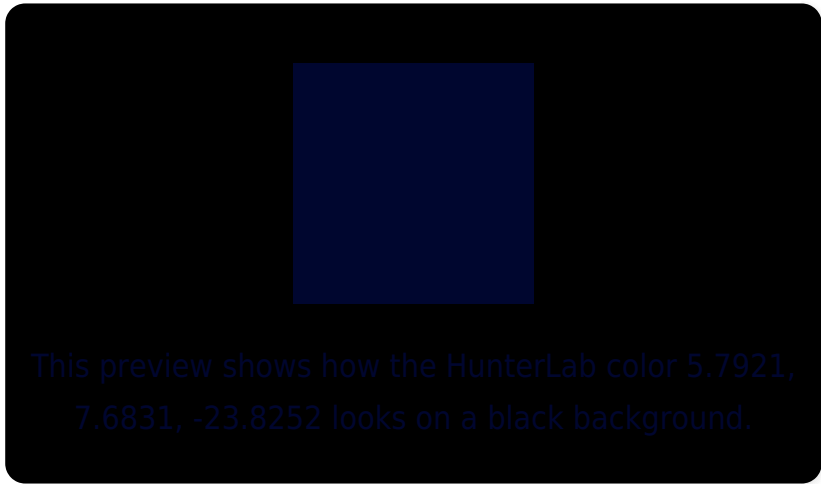 This preview shows how the HunterLab color 5.7921,
7.6831, -23.8252 looks on a black background.